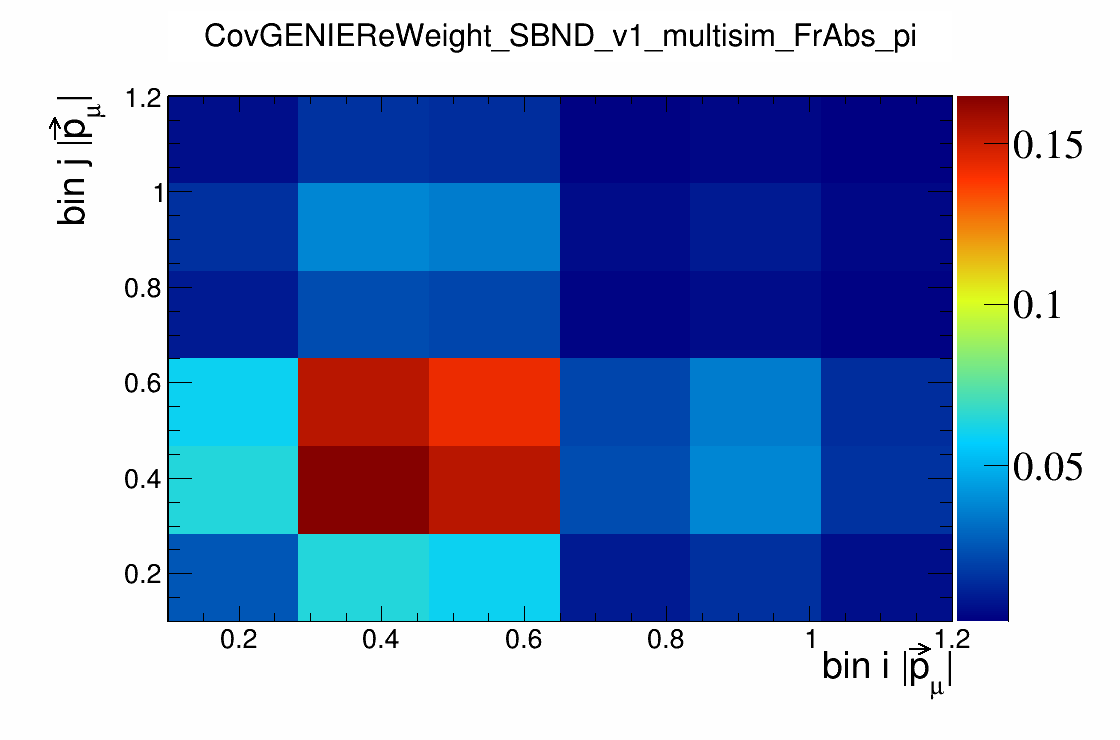 CovGENIEReWeight_SBND_v1_multisim_FrAbs_pi
bin j |p⃗μ|
1.2
1
0.8
0.6
0.4
0.2
0.2 0.4 0.6 0.8 1 1.2
bin i |p⃗μ|
0.15
0.1
0.05